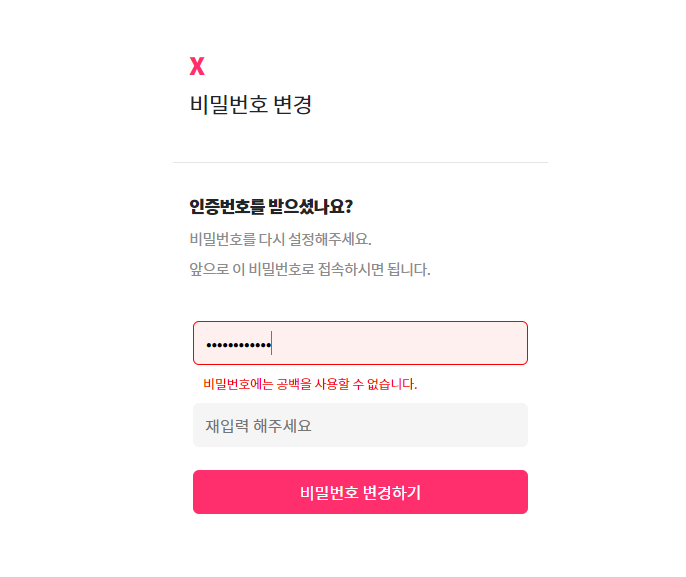 X
비밀번호 변경
인증번호를 받으셨나요?
비밀번호를 다시 설정해주세요.
앞으로 이 비밀번호로 접속하시면 됩니다.
••••••••••••
비밀번호에는 공백을 사용할 수 없습니다.
재입력 해주세요
비밀번호 변경하기